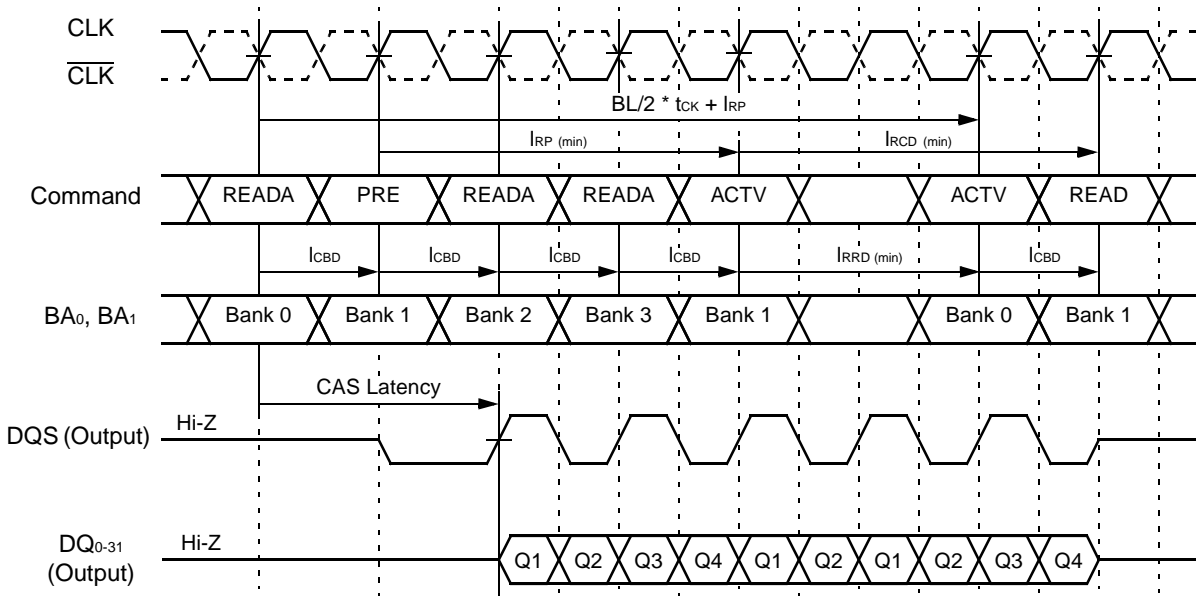 CLK
CLK
BL/2 * tCK + IRP
IRP (min) IRCD (min)
Command READA PRE READA READA ACTV ACTV READ
ICBD ICBD ICBD ICBD IRRD (min) ICBD
BA0, BA1 Bank 0 Bank 1 Bank 2 Bank 3 Bank 1 Bank 0 Bank 1
CAS Latency
DQS (Output) Hi-Z
DQ0-31 Hi-Z
(Output) Q1 Q2 Q3 Q4 Q1 Q2 Q1 Q2 Q3 Q4